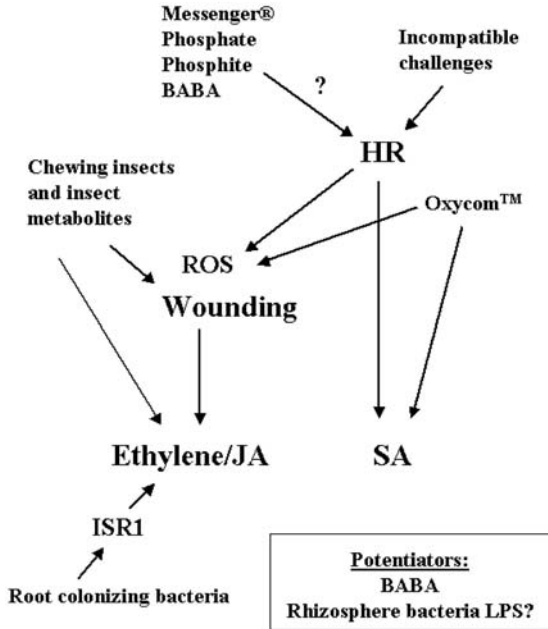 Messenger®
Phosphate
Phosphite
BABA
?
Incompatible
challenges
HR
Chewing insects
and insect
metabolites
Oxycom™
ROS
Wounding
Ethylene/JA
SA
ISR1
Root colonizing bacteria
Potentiators:
BABA
Rhizosphere bacteria LPS?